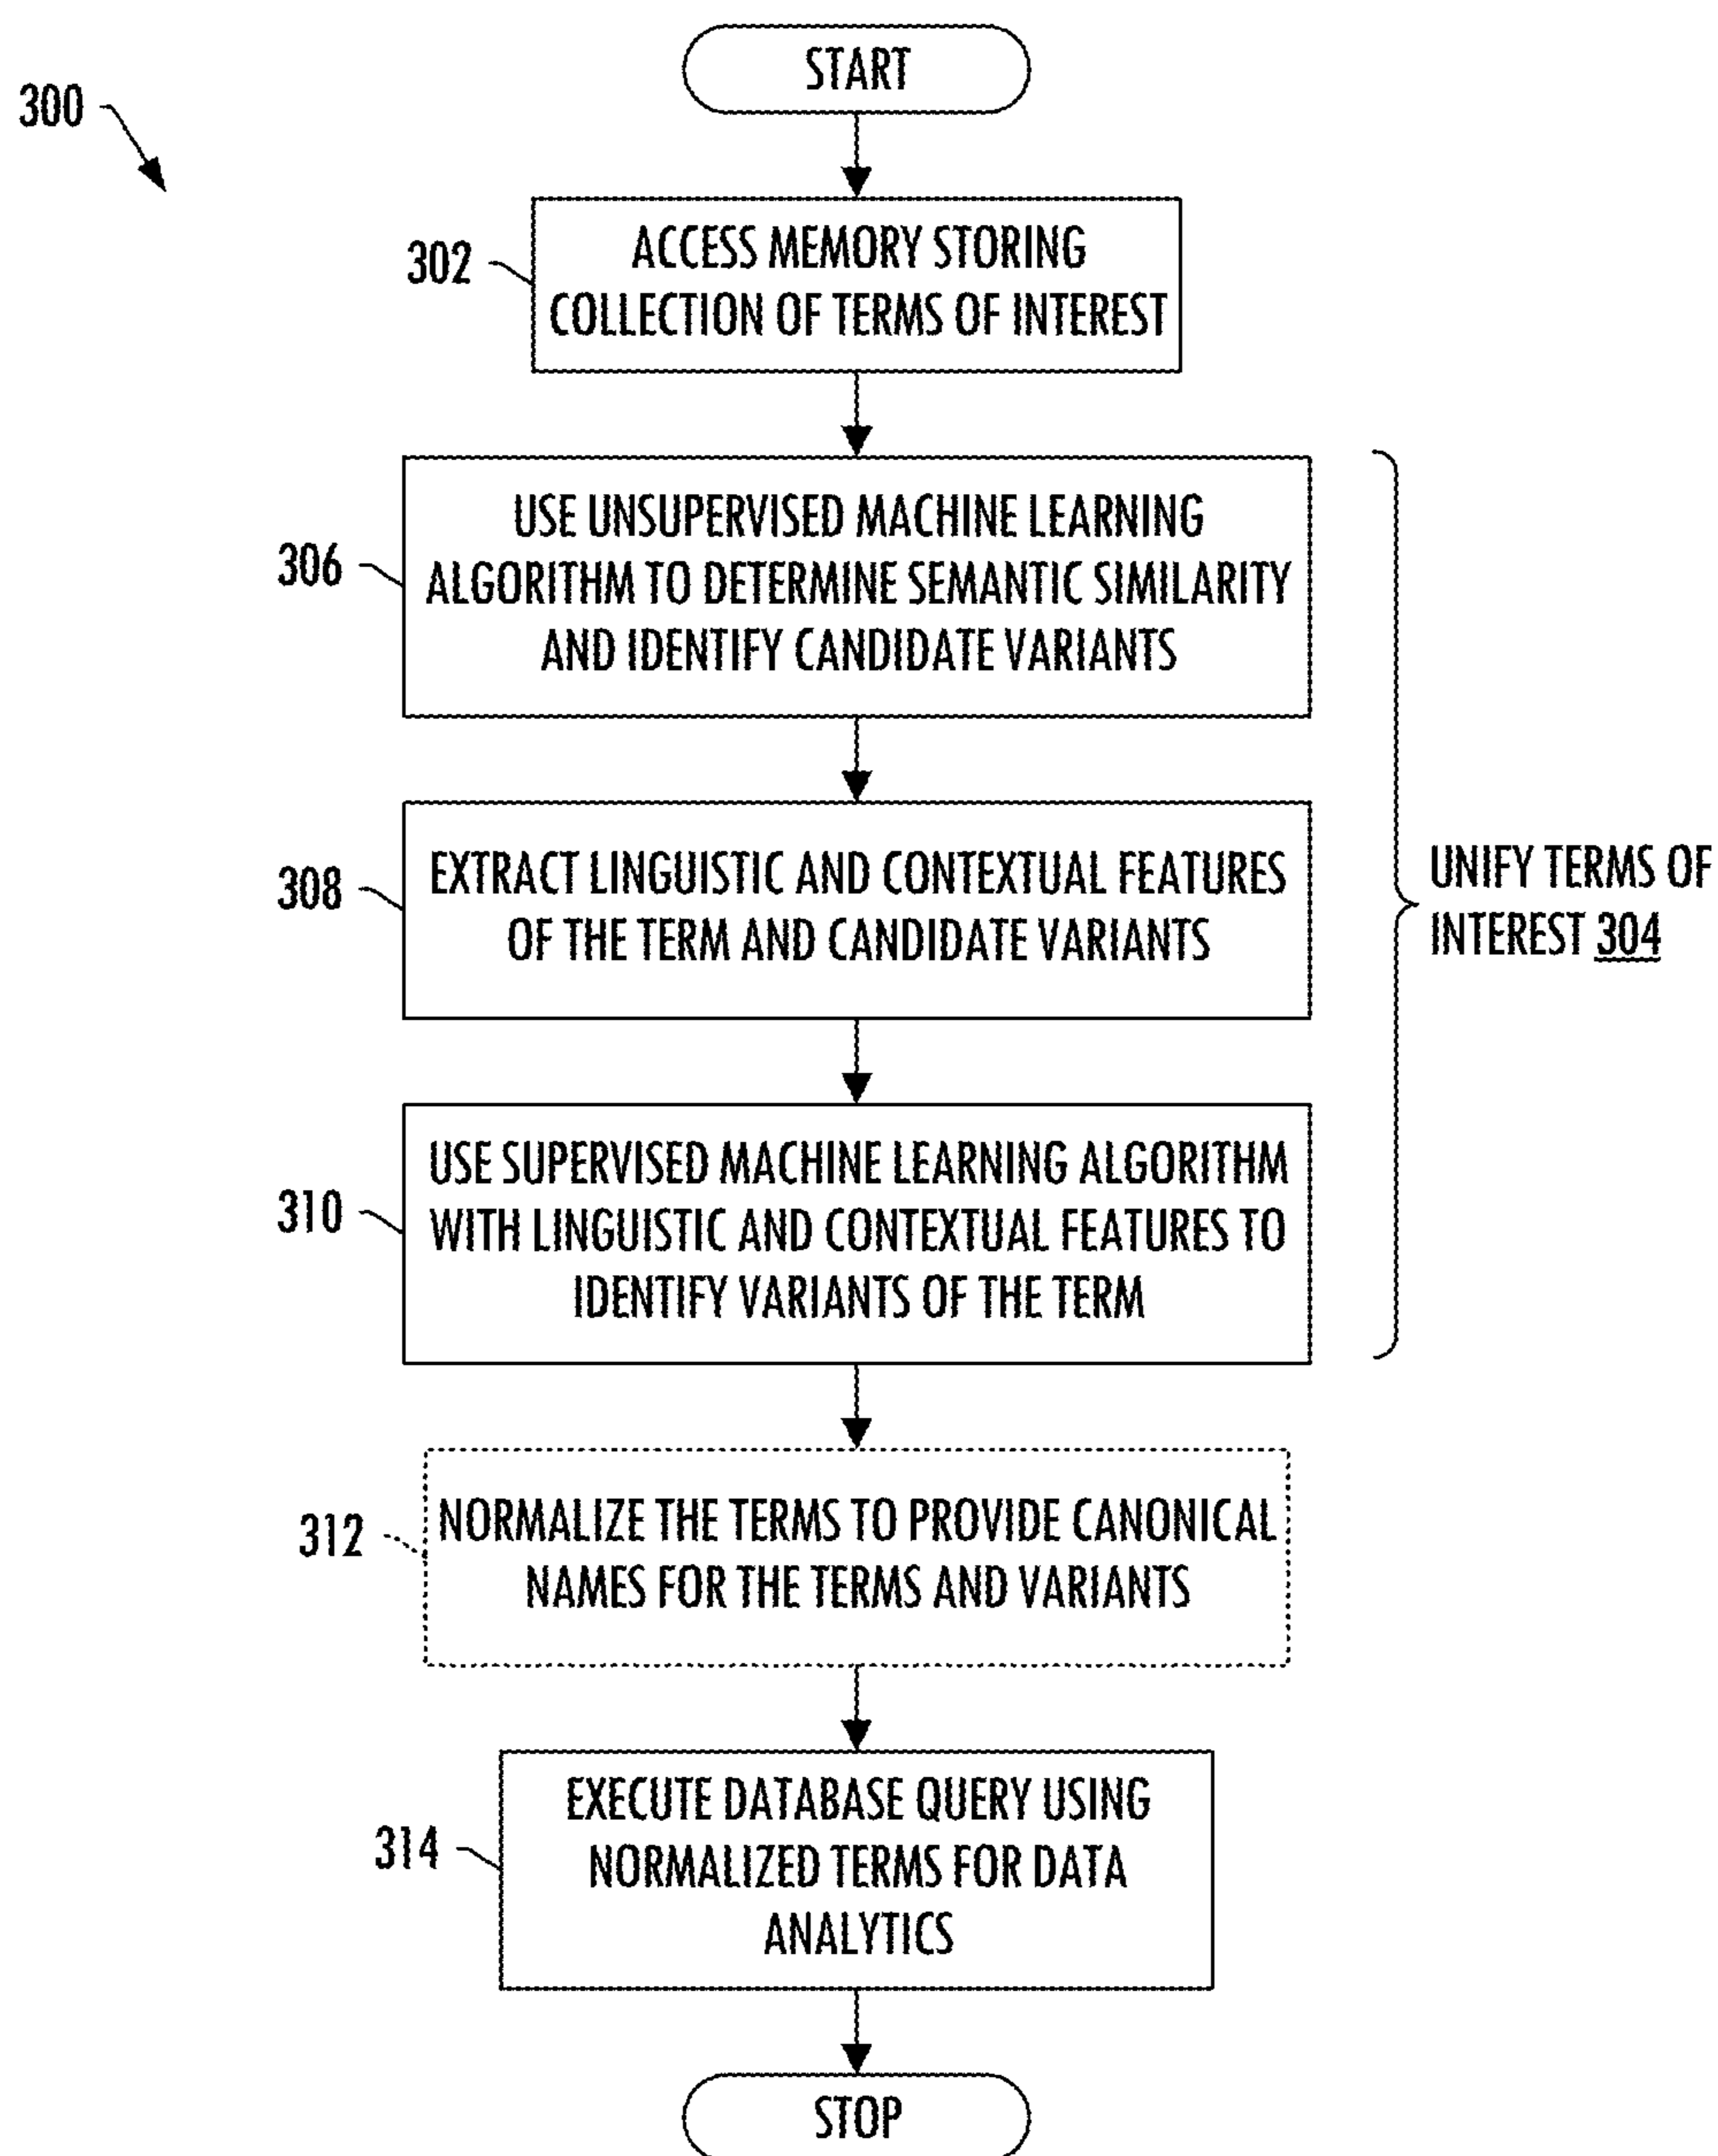 START
300
302
ACCESS MEMORY STORING
COLLECTION OF TERMS OF INTEREST
306
USE UNSUPERVISED MACHINE LEARNING
ALGORITHM TO DETERMINE SEMANTIC SIMILARITY
AND IDENTIFY CANDIDATE VARIANTS
308
EXTRACT LINGUISTIC AND CONTEXTUAL FEATURES
OF THE TERM AND CANDIDATE VARIANTS
UNIFY TERMS OF
INTEREST 304
310
USE SUPERVISED MACHINE LEARNING ALGORITHM
WITH LINGUISTIC AND CONTEXTUAL FEATURES TO
IDENTIFY VARIANTS OF THE TERM
312
NORMALIZE THE TERMS TO PROVIDE CANONICAL
NAMES FOR THE TERMS AND VARIANTS
314
EXECUTE DATABASE QUERY USING
NORMALIZED TERMS FOR DATA
ANALYTICS
STOP